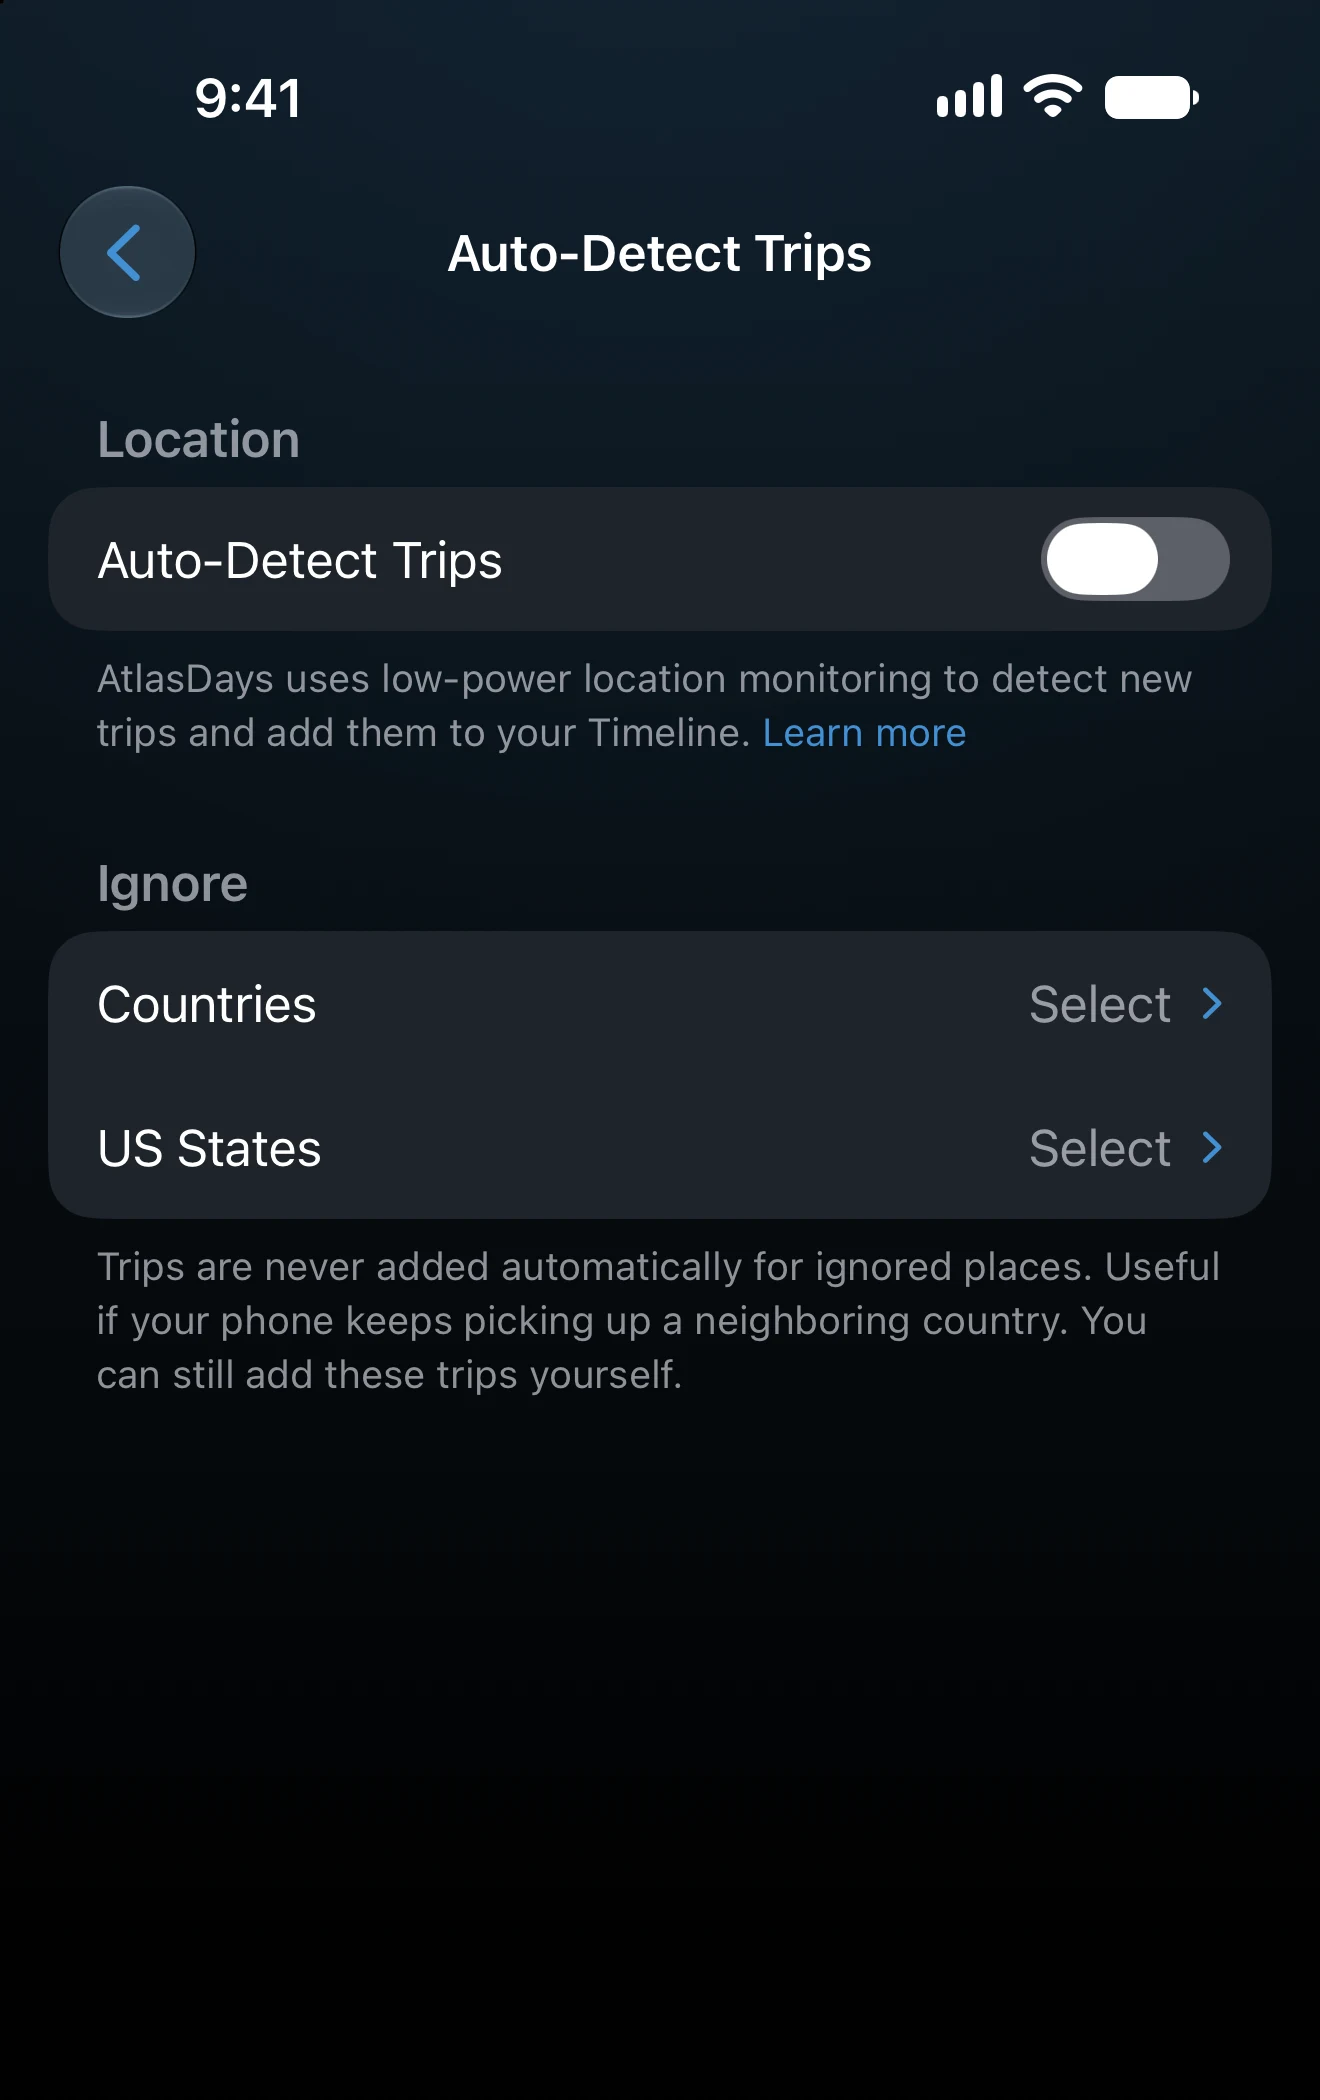 9:41
Auto-Detect Trips
Location
Auto-Detect Trips
AtlasDays uses low-power location monitoring to detect new
trips and add them to your Timeline. Learn more
Ignore
Countries Select
US States Select
Trips are never added automatically for ignored places. Useful
if your phone keeps picking up a neighboring country. You
can still add these trips yourself.